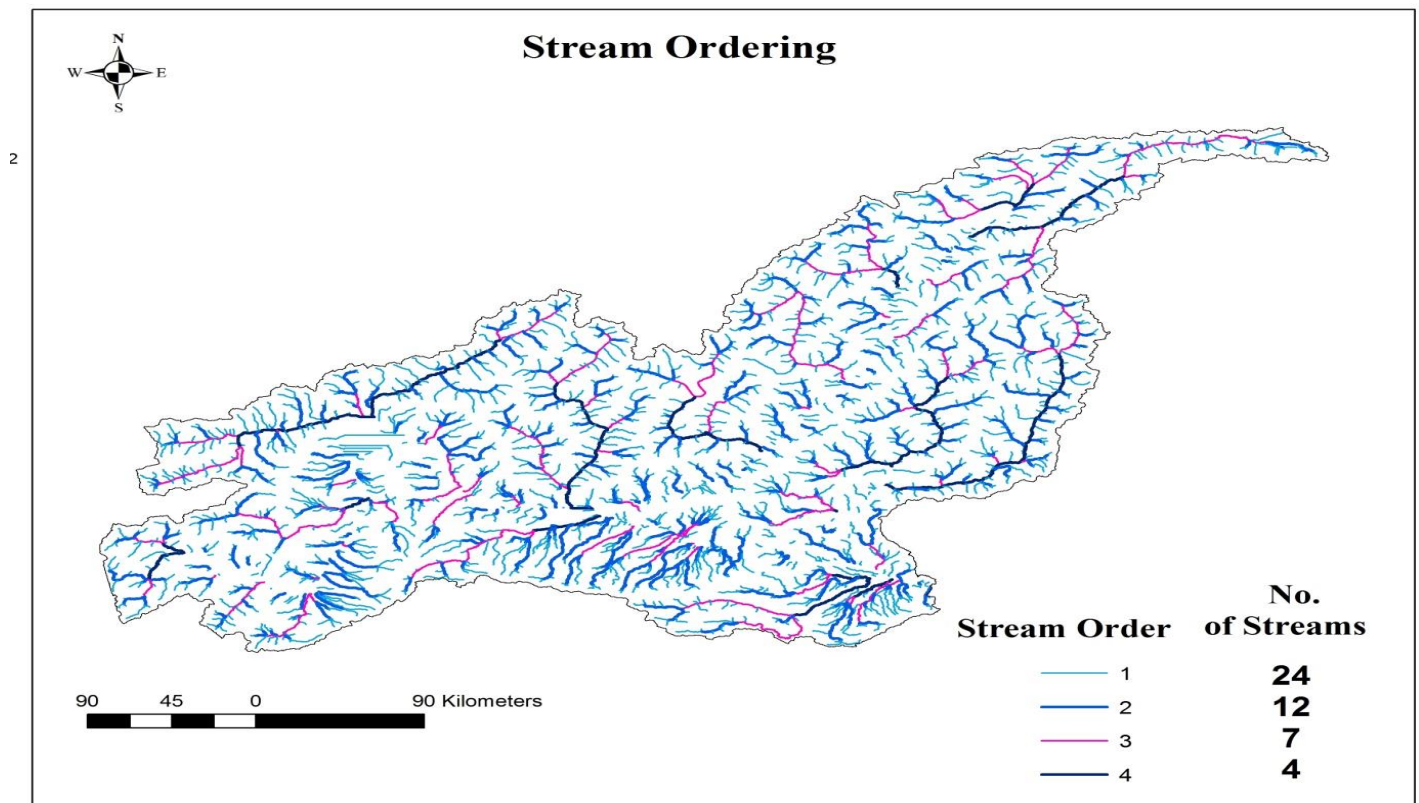 Stream Ordering
N
W E
S
2
No.
Stream Order of Streams
1 24
2 12
3 7
4 4
90 45 0 90 Kilometers